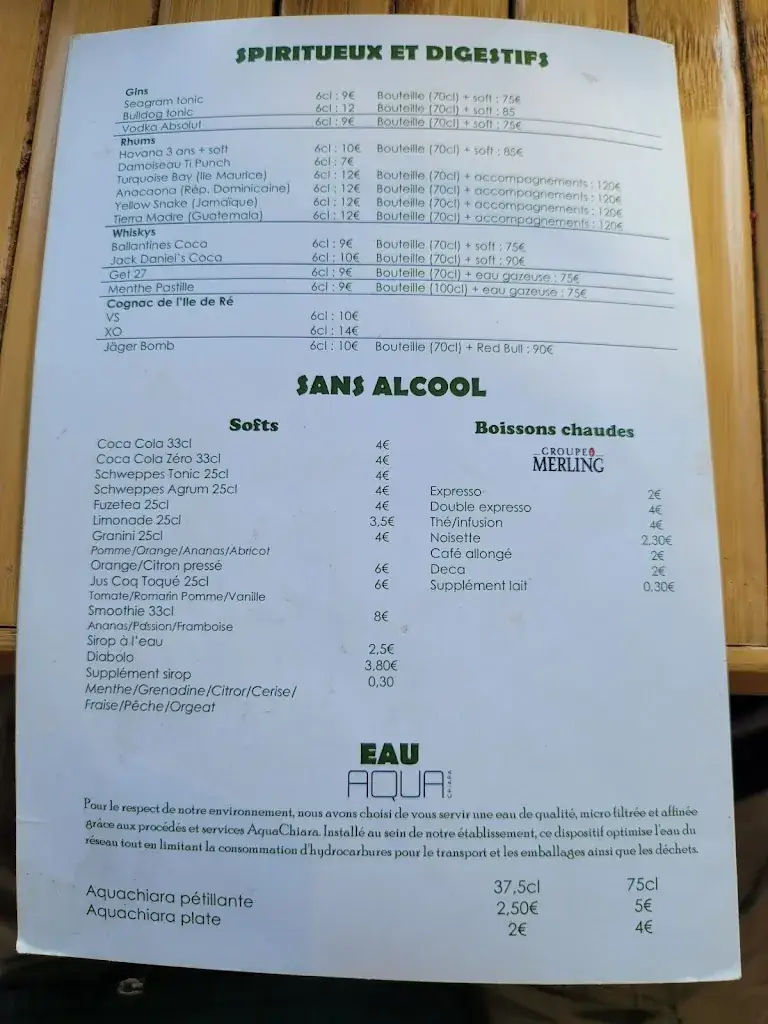 SPIRITUEUX ET DIGESTIFS
Gins
Seagram tonic 6cl : 9€ Bouteille (70cl) + soft : 75€
Bulldog tonic 6cl : 12 Bouteille (70cl) + soft : 85
Vodka Absolut 6cl : 9€ Bouteille (70cl) + soft : 75€
Rhums
Havana 3 ans + soft 6cl : 10€ Bouteille (70cl) + soft : 85€
Damoiseau Ti Punch 6cl : 7€
Turquoise Bay (Ile Maurice) 6cl : 12€ Bouteille (70cl) + accompagnements : 120€
Anacaona (Rép. Dominicaine) 6cl : 12€ Bouteille (70cl) + accompagnements : 120€
Yellow Snake (Jamaïque) 6cl : 12€ Bouteille (70cl) + accompagnements : 120€
Tierra Madre (Guatemala) 6cl : 12€ Bouteille (70cl) + accompagnements : 120€
Whiskys
Ballantines Coca 6cl : 9€ Bouteille (70cl) + soft : 75€
Jack Daniel's Coca 6cl : 10€ Bouteille (70cl) + soft : 90€
Get 27 6cl : 9€ Bouteille (70cl) + eau gazeuse : 75€
Menthe Pastille 6cl : 9€ Bouteille (100cl) + eau gazeuse : 75€
Cognac de l'Ile de Ré
VS 6cl : 10€
XO 6cl : 14€
Jäger Bomb 6cl : 10€ Bouteille (70cl) + Red Bull : 90€
SANS ALCOOL
Softs
Coca Cola 33cl 4€
Coca Cola Zéro 33cl 4€
Schweppes Tonic 25cl 4€
Schweppes Agrum 25cl 4€
Fuzetea 25cl 4€
Limonade 25cl 3,5€
Granini 25cl 4€
Pomme/Orange/Ananas/Abricot
Orange/Citron pressé 6€
Jus Coq Toqué 25cl 6€
Tomate/Romarin Pomme/Vanille
Smoothie 33cl 8€
Ananas/Passion/Framboise
Sirop à l'eau 2,5€
Diabolo 3,80€
Supplément sirop 0,30
Menthe/Grenadine/Citror/Cerise/
Fraise/Pêche/Orgeat
Boissons chaudes
GROUPE
MERLING
Expresso 2€
Double expresso 4€
Thé/infusion 4€
Noisette 2,30€
Café allongé 2€
Deca 2€
Supplément lait 0,30€
EAU
AQUA CHIARA
Pour le respect de notre environnement, nous avons choisi de vous servir une eau de qualité, micro filtrée et affinée
grâce aux procédés et services AquaChiara. Installé au sein de notre établissement, ce dispositif optimise l'eau du
réseau tout en limitant la consommation d'hydrocarbures pour le transport et les emballages ainsi que les déchets.
37,5cl 75cl
Aquachiara pétillante 2,50€ 5€
Aquachiara plate 2€ 4€